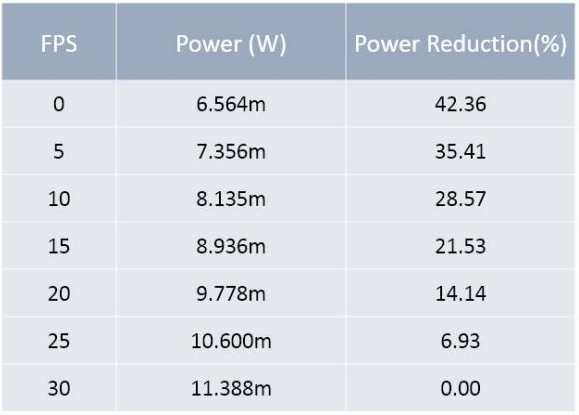 FPS Power (W) Power Reduction(%)
0 6.564m 42.36
5 7.356m 35.41
10 8.135m 28.57
15 8.936m 21.53
20 9.778m 14.14
25 10.600m 6.93
30 11.388m 0.00